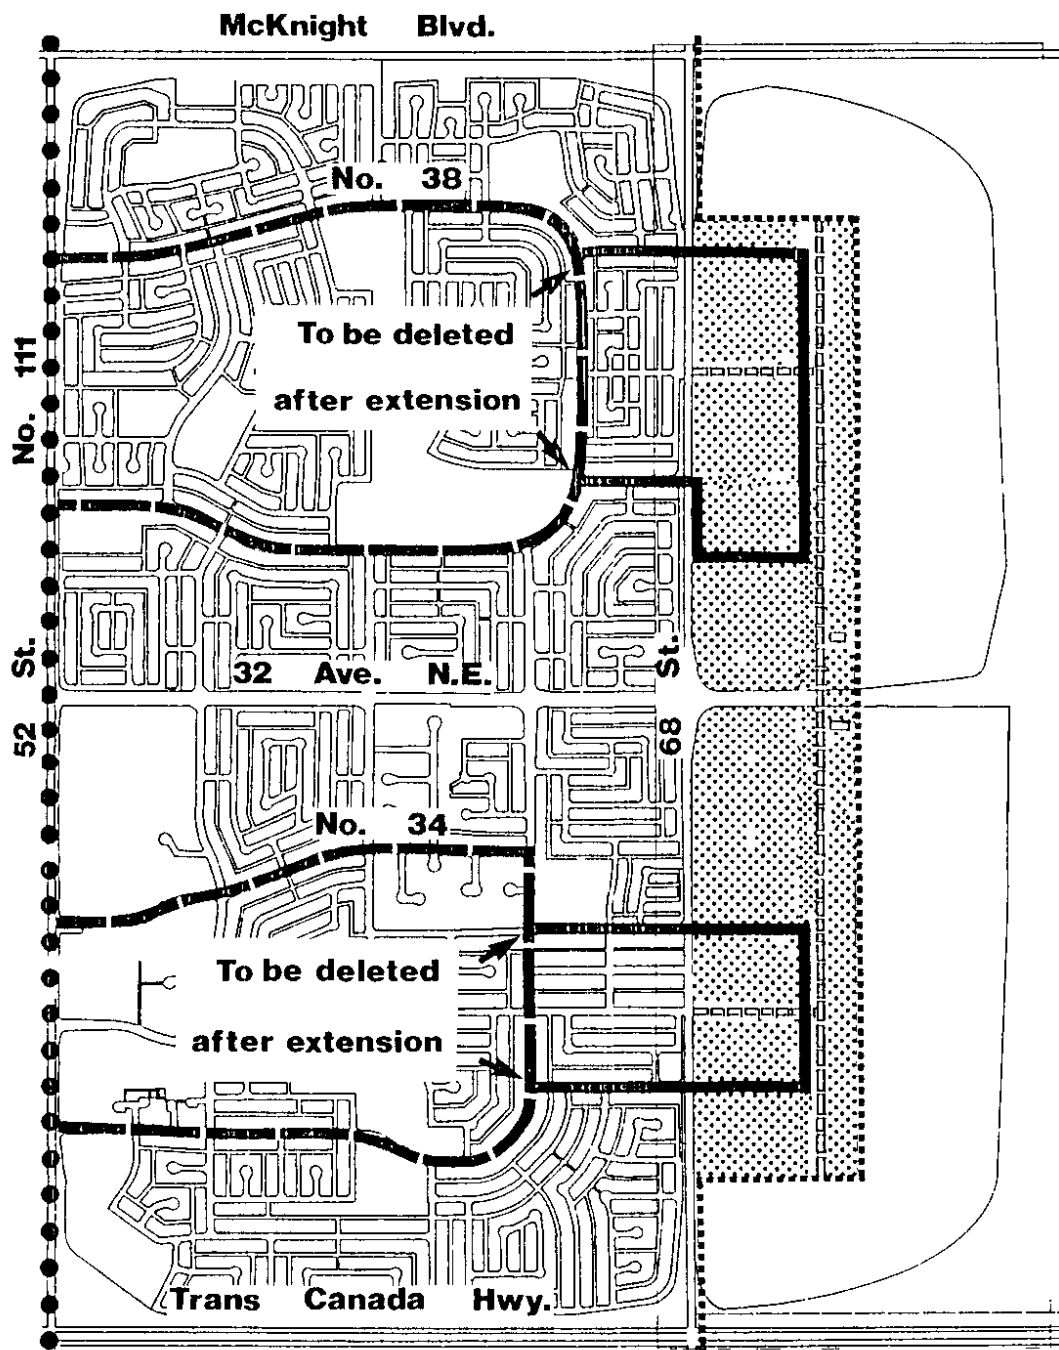 McKnight Blvd.
No. 38
To be deleted
after extension
No. 111
52 St.
32 Ave. N.E.
68 St.
No. 34
To be deleted
after extension
Trans Canada Hwy.